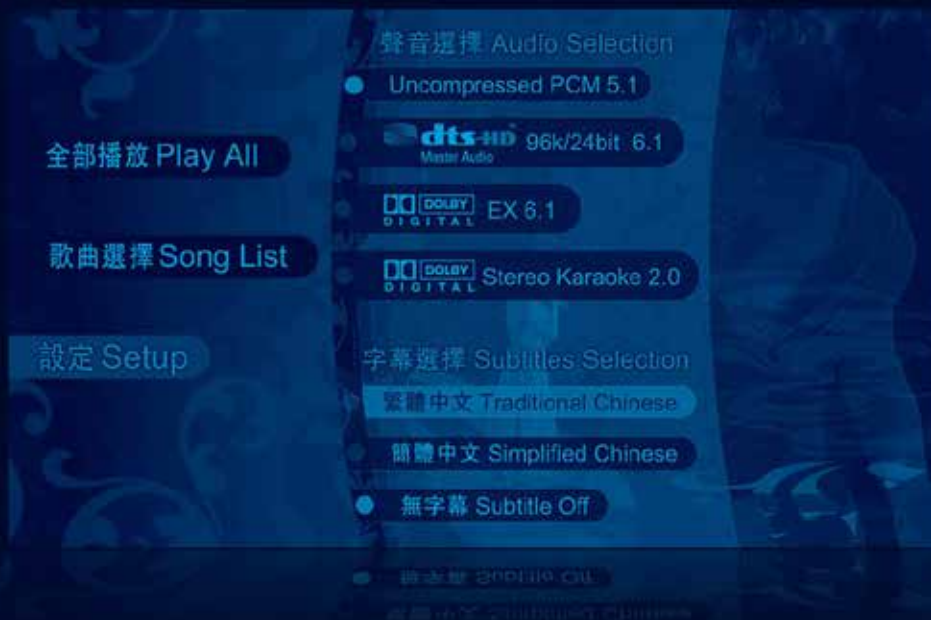 聲音選擇 Audio Selection
Uncompressed PCM 5.1
dts-HD Master Audio 96k/24bit 6.1
DOLBY DIGITAL EX 6.1
DOLBY DIGITAL Stereo Karaoke 2.0
全部播放 Play All
歌曲選擇 Song List
設定 Setup
字幕選擇 Subtitles Selection
繁體中文 Traditional Chinese
簡體中文 Simplified Chinese
無字幕 Subtitle Off